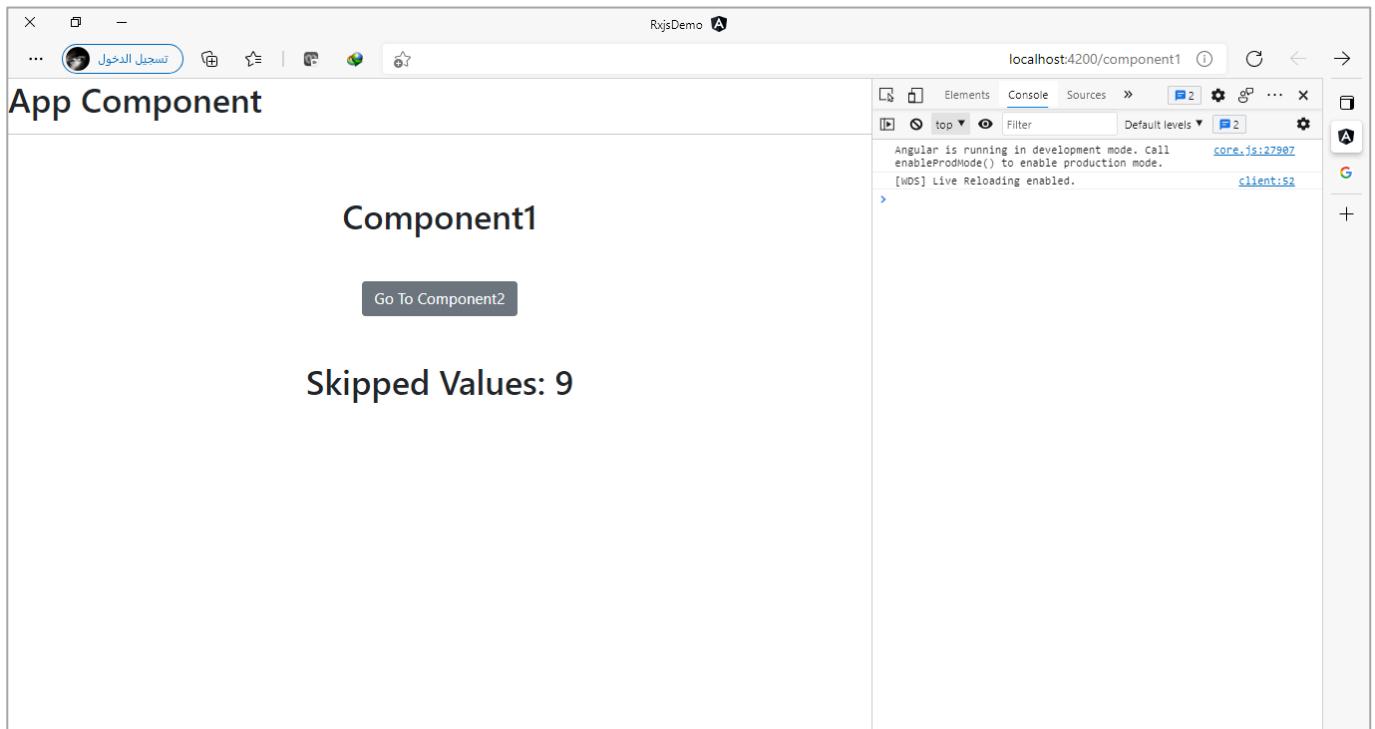 RxjsDemo
تسجيل الدخول
localhost:4200/component1
App Component
Component1
Go To Component2
Skipped Values: 9
Elements Console Sources » 2
top Filter Default levels 2
Angular is running in development mode. Call core.js:27907
enableProdMode() to enable production mode.
[WDS] Live Reloading enabled. client:52